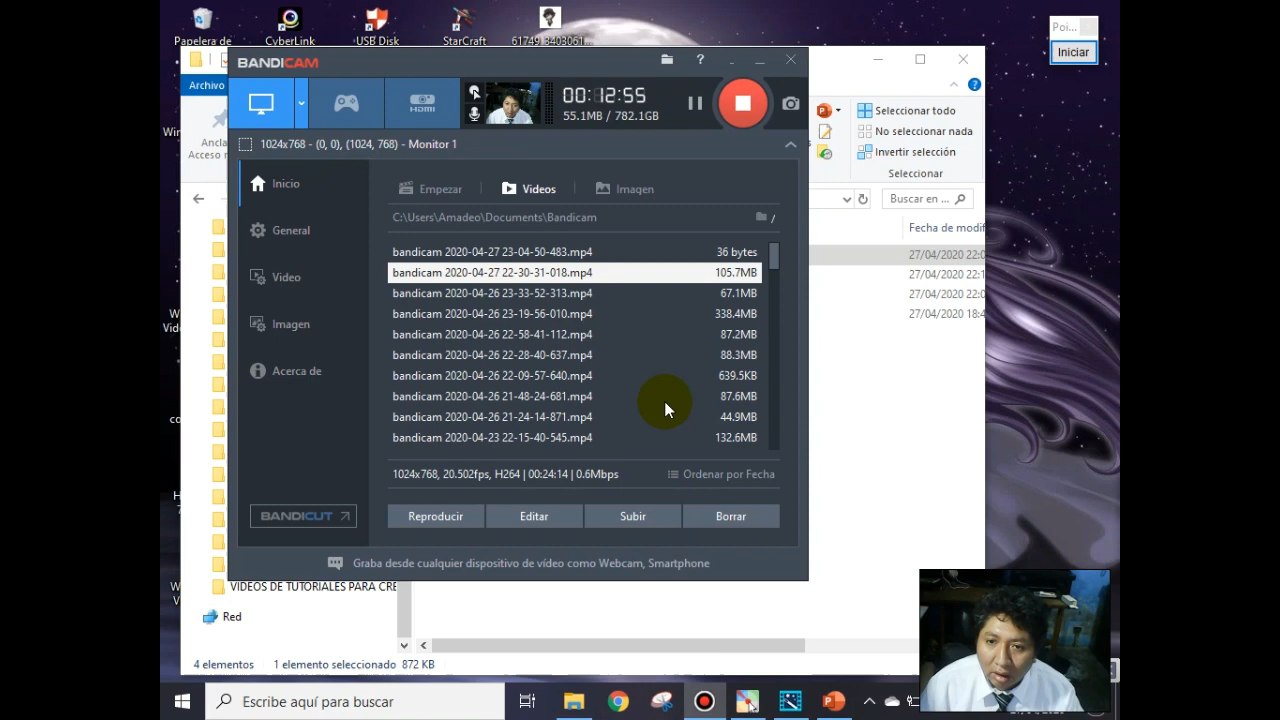 Papelera de
CyberLink
USB Disk
StarCraft
61749_8403061...
Poi...
Iniciar
BANDICAM
?
Archivo
HDMI
00:12:55
55.1MB / 782.1GB
Seleccionar todo
No seleccionar nada
Invertir selección
Seleccionar
Ancla
Acceso r
1024x768 - (0, 0), (1024, 768) - Monitor 1
Inicio
General
Video
Imagen
Acerca de
BANDICUT
Empezar
Videos
Imagen
C:\Users\Amadeo\Documents\Bandicam
/
Buscar en ...
Fecha de modif
bandicam 2020-04-27 23-04-50-483.mp4 36 bytes
bandicam 2020-04-27 22-30-31-018.mp4 105.7MB
bandicam 2020-04-26 23-33-52-313.mp4 67.1MB
bandicam 2020-04-26 23-19-56-010.mp4 338.4MB
bandicam 2020-04-26 22-58-41-112.mp4 87.2MB
bandicam 2020-04-26 22-28-40-637.mp4 88.3MB
bandicam 2020-04-26 22-09-57-640.mp4 639.5KB
bandicam 2020-04-26 21-48-24-681.mp4 87.6MB
bandicam 2020-04-26 21-24-14-871.mp4 44.9MB
bandicam 2020-04-23 22-15-40-545.mp4 132.6MB
27/04/2020 22:0
27/04/2020 22:1
27/04/2020 22:0
27/04/2020 18:4
1024x768, 20.502fps, H264 | 00:24:14 | 0.6Mbps
Ordenar por Fecha
Reproducir
Editar
Subir
Borrar
Graba desde cualquier dispositivo de vídeo como Webcam, Smartphone
VIDEOS DE TUTORIALES PARA CRE
Red
4 elementos
1 elemento seleccionado 872 KB
Escribe aquí para buscar